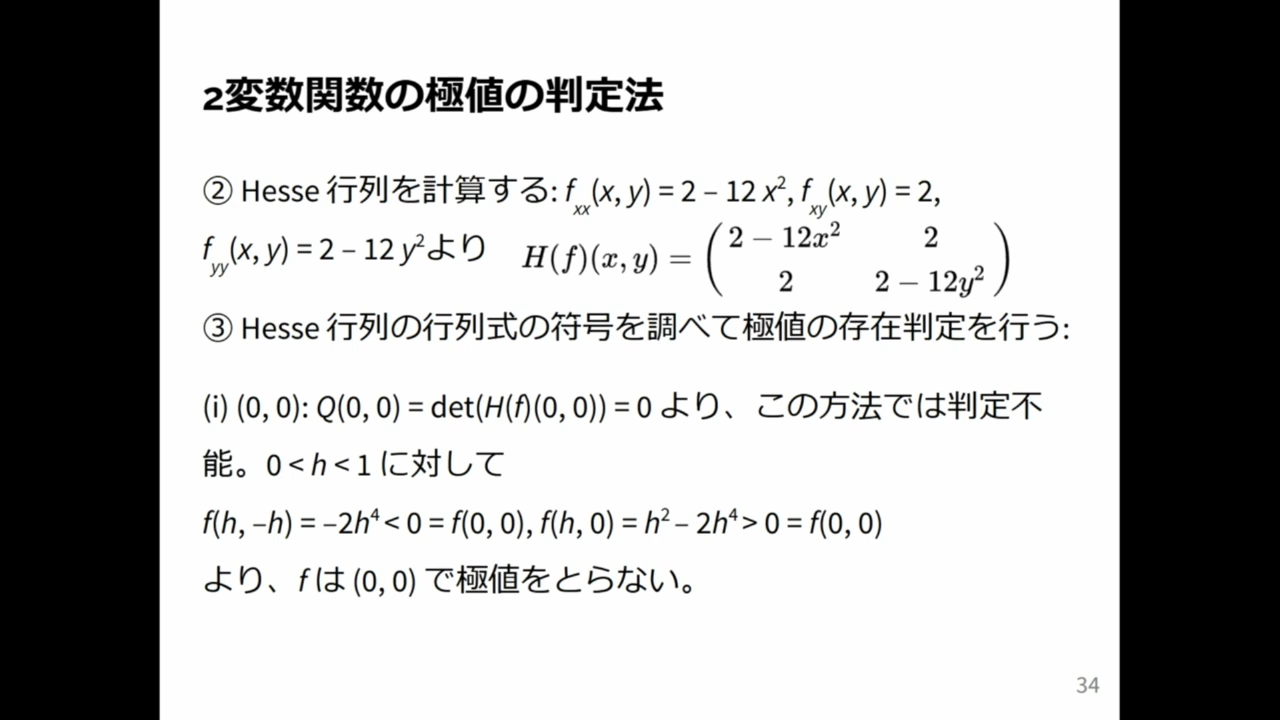 2変数関数の極値の判定法
② Hesse 行列を計算する: fxx(x, y) = 2 – 12 x², fxy(x, y) = 2,
fyy(x, y) = 2 – 12 y²より H(f)(x, y) = ( 2 − 12x² 2
2 2 − 12y² )
③ Hesse 行列の行列式の符号を調べて極値の存在判定を行う:
(i) (0, 0): Q(0, 0) = det(H(f)(0, 0)) = 0 より、この方法では判定不
能。0 < h < 1 に対して
f(h, –h) = –2h⁴ < 0 = f(0, 0), f(h, 0) = h² – 2h⁴ > 0 = f(0, 0)
より、f は (0, 0) で極値をとらない。
34